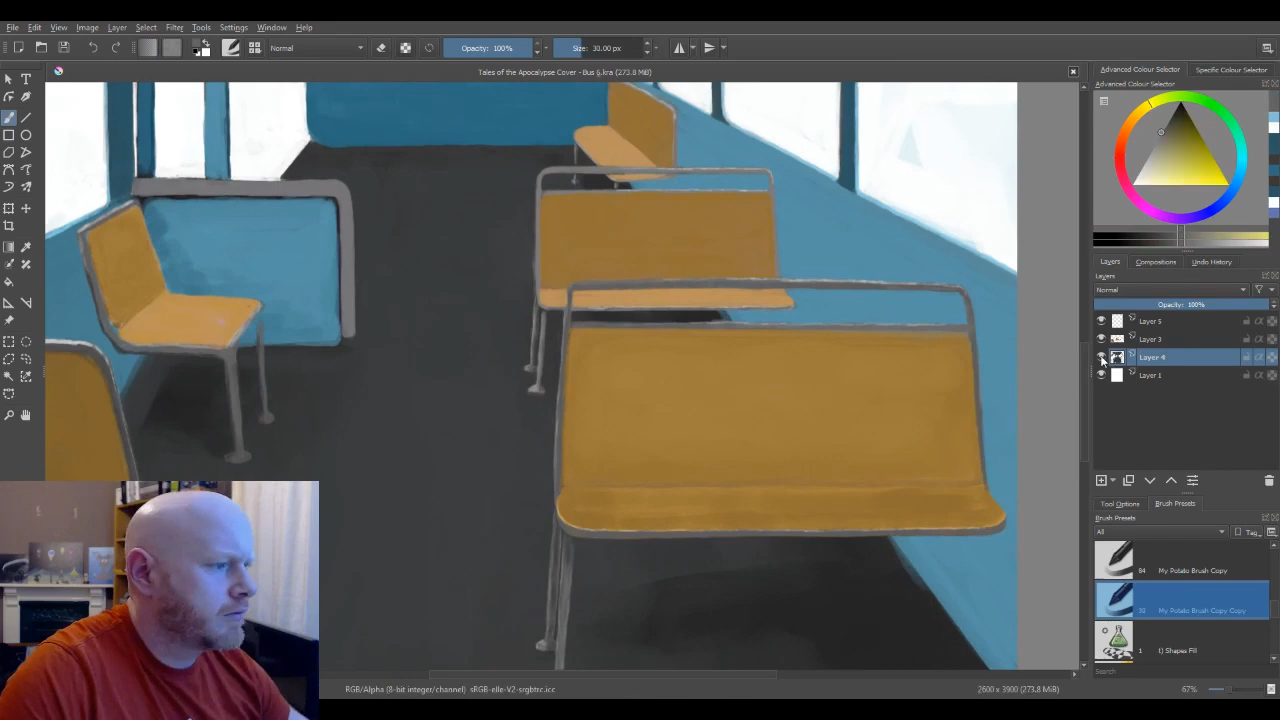 File Edit View Image Layer Select Filter Tools Settings Window Help
Normal Opacity: 100% Size: 30.00 px
Tales of the Apocalypse Cover - Bus 6.kra (273.8 MiB)
Advanced Colour Selector Specific Colour Selector
Advanced Colour Selector
Layers Compositions Undo History
Layers
Normal
Opacity: 100%
Layer 5
Layer 3
Layer 4
Layer 1
Tool Options Brush Presets
Brush Presets
All Tag
84 My Potato Brush Copy
30 My Potato Brush Copy Copy
1 t) Shapes Fill
Search
RGB/Alpha (8-bit integer/channel) sRGB-elle-V2-srgbtrc.icc 2600 x 3900 (273.8 MiB) 67%